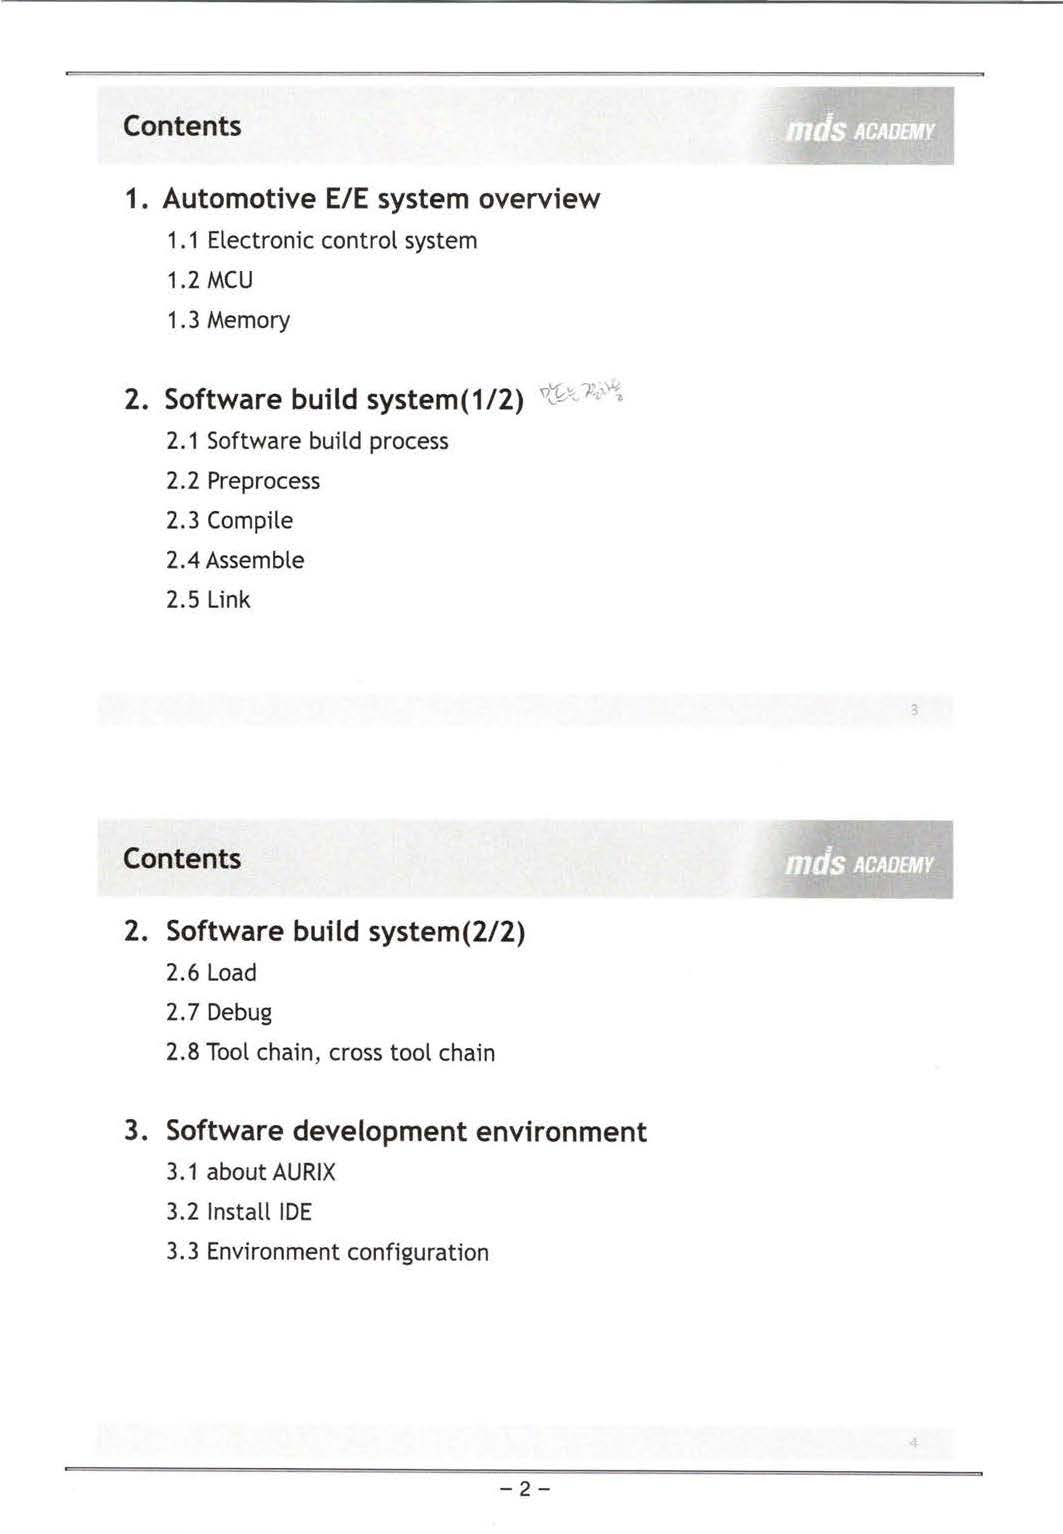 Contents
mds ACADEMY
1. Automotive E/E system overview
1.1 Electronic control system
1.2 MCU
1.3 Memory
2. Software build system(1/2) 만드는
2.1 Software build process
2.2 Preprocess
2.3 Compile
2.4 Assemble
2.5 Link
3
Contents
mds ACADEMY
2. Software build system(2/2)
2.6 Load
2.7 Debug
2.8 Tool chain, cross tool chain
3. Software development environment
3.1 about AURIX
3.2 Install IDE
3.3 Environment configuration
4
– 2 –